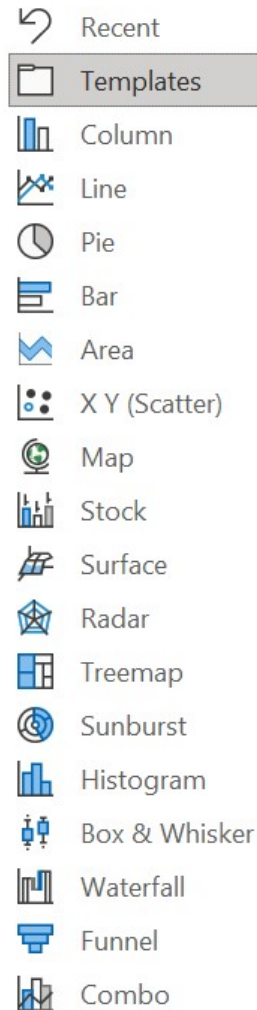 Recent
Templates
Column
Line
Pie
Bar
Area
X Y (Scatter)
Map
Stock
Surface
Radar
Treemap
Sunburst
Histogram
Box & Whisker
Waterfall
Funnel
Combo